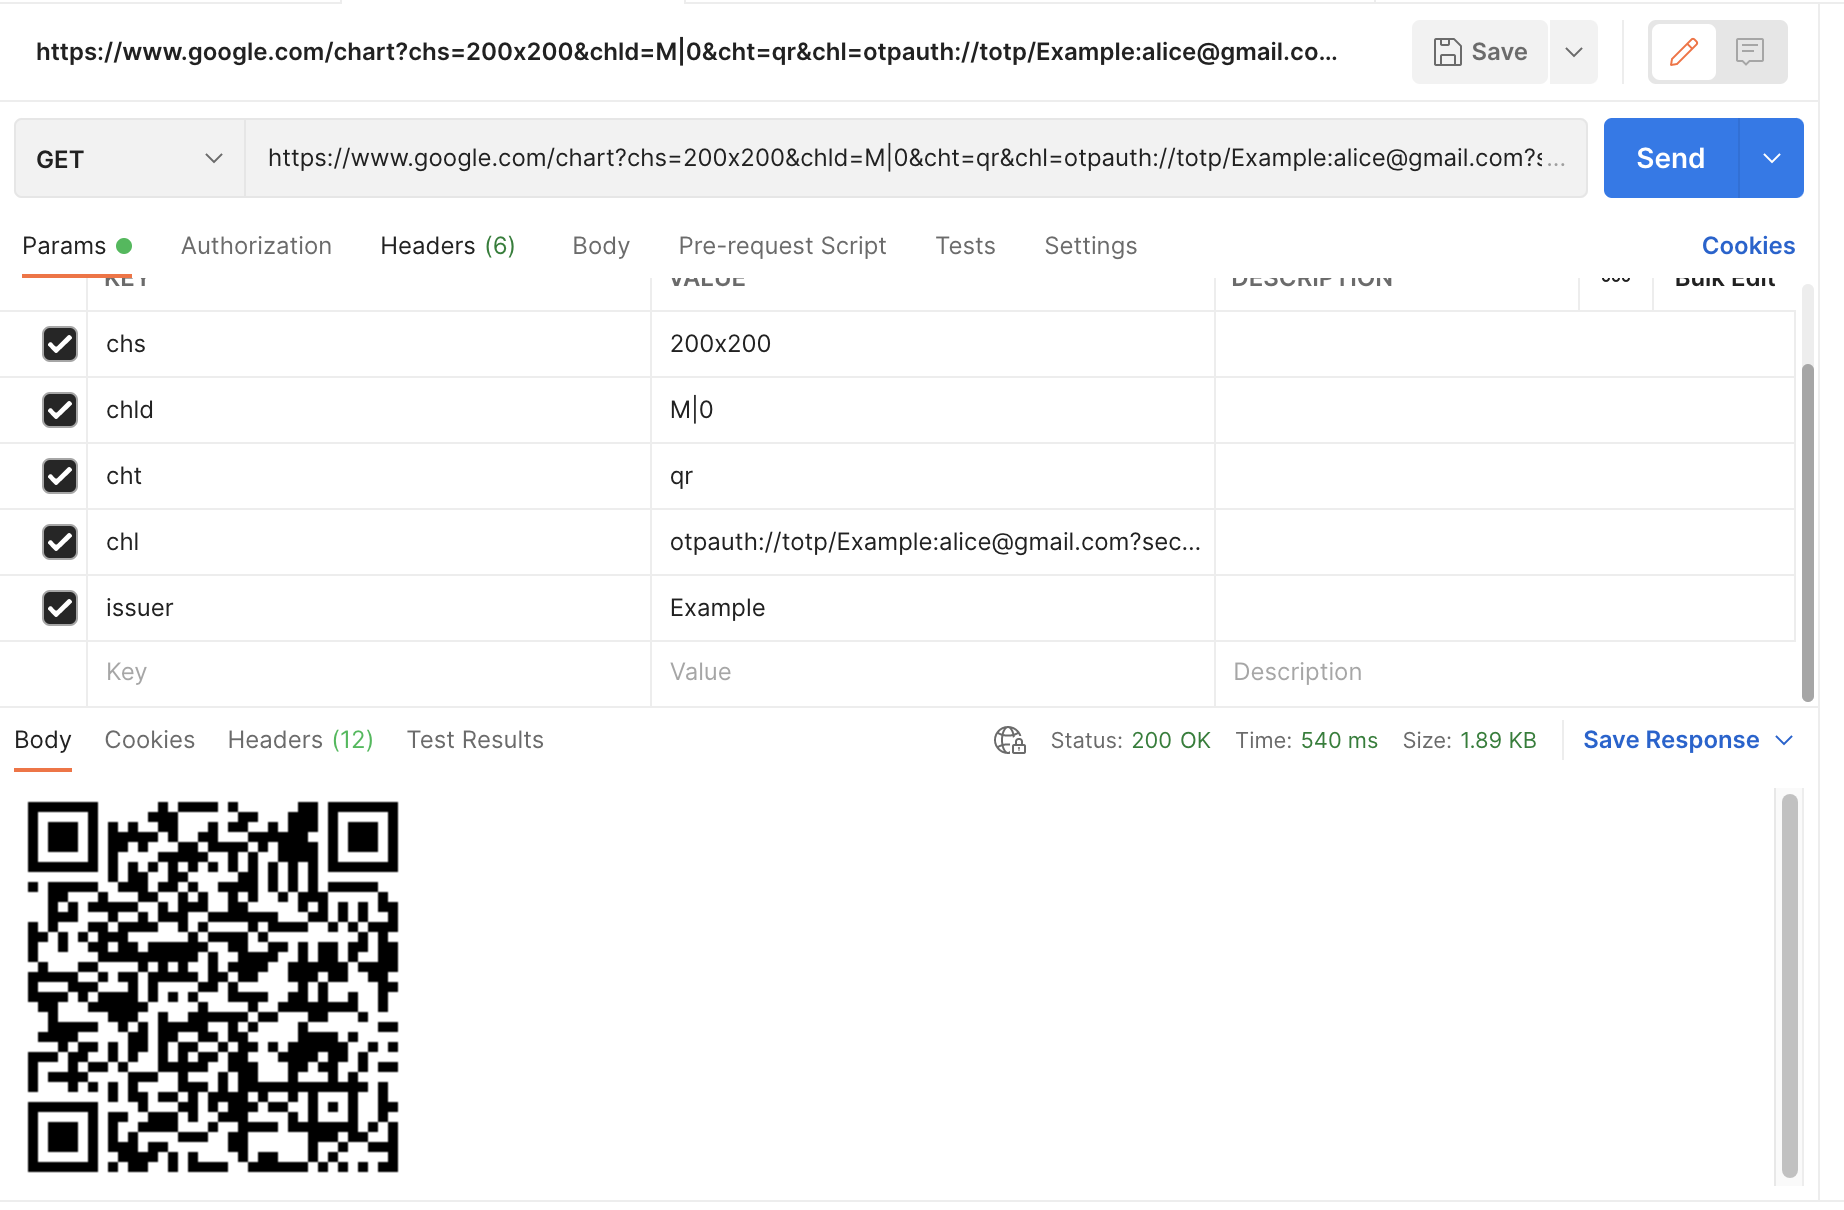 https://www.google.com/chart?chs=200x200&chld=M|0&cht=qr&chl=otpauth://totp/Example:alice@gmail.co...
Save
GET
https://www.google.com/chart?chs=200x200&chld=M|0&cht=qr&chl=otpauth://totp/Example:alice@gmail.com?s...
Send
Params Authorization Headers (6) Body Pre-request Script Tests Settings Cookies
KEY VALUE DESCRIPTION ooo Bulk Edit
chs 200x200
chld M|0
cht qr
chl otpauth://totp/Example:alice@gmail.com?sec...
issuer Example
Key Value Description
Body Cookies Headers (12) Test Results Status: 200 OK Time: 540 ms Size: 1.89 KB Save Response